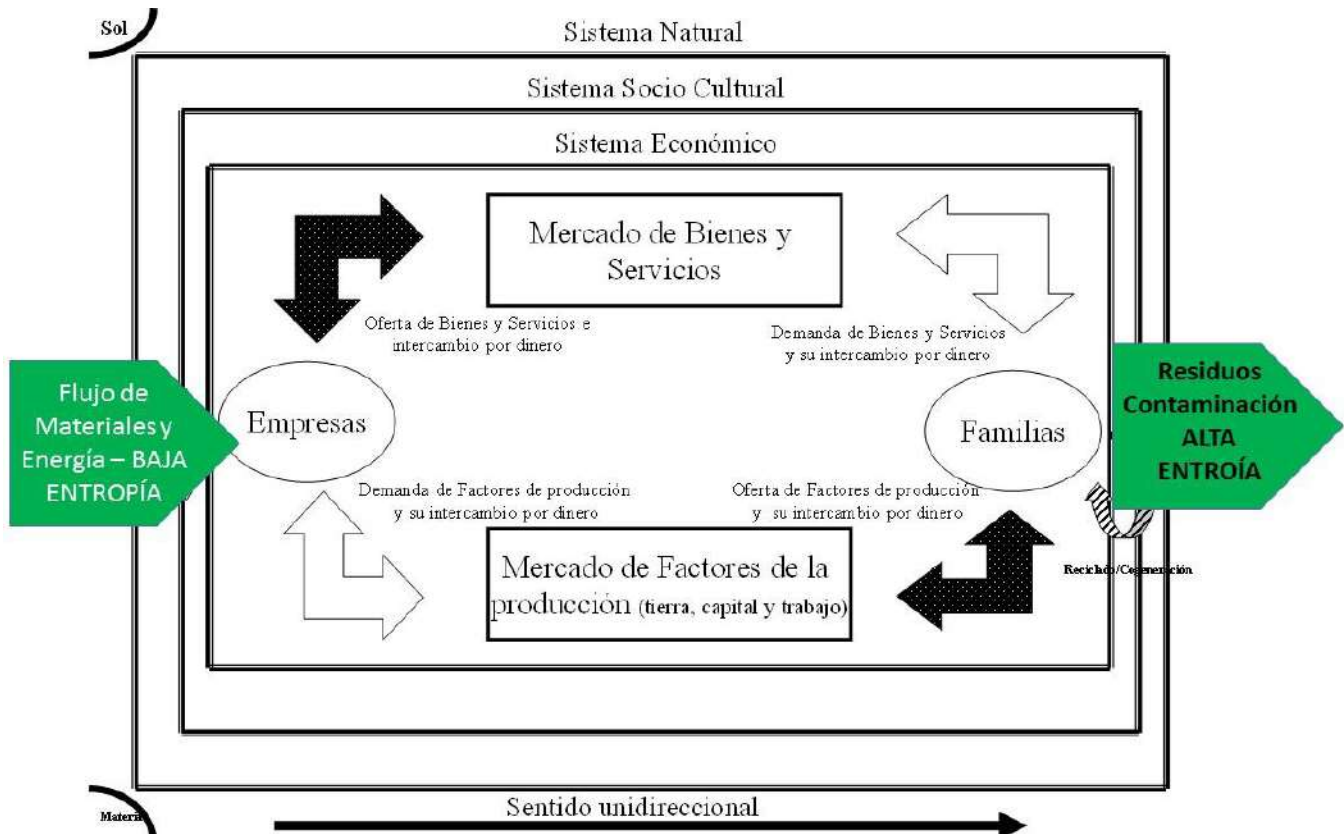 Sol
Sistema Natural
Sistema Socio Cultural
Sistema Económico
Mercado de Bienes y
Servicios
Oferta de Bienes y Servicios e
intercambio por dinero
Demanda de Bienes y Servicios
y su intercambio por dinero
Flujo de
Materiales y
Energía – BAJA
ENTROPÍA
Empresas
Familias
Residuos
Contaminación
ALTA
ENTROÍA
Demanda de Factores de producción
y su intercambio por dinero
Oferta de Factores de producción
y su intercambio por dinero
Mercado de Factores de la
producción (tierra, capital y trabajo)
Reciclado/Cogeneración
Sentido unidireccional
Materia